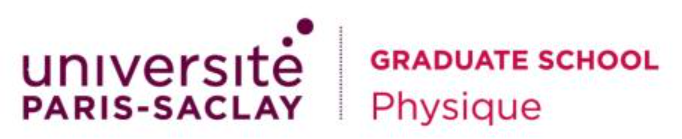 université
PARIS-SACLAY
GRADUATE SCHOOL
Physique